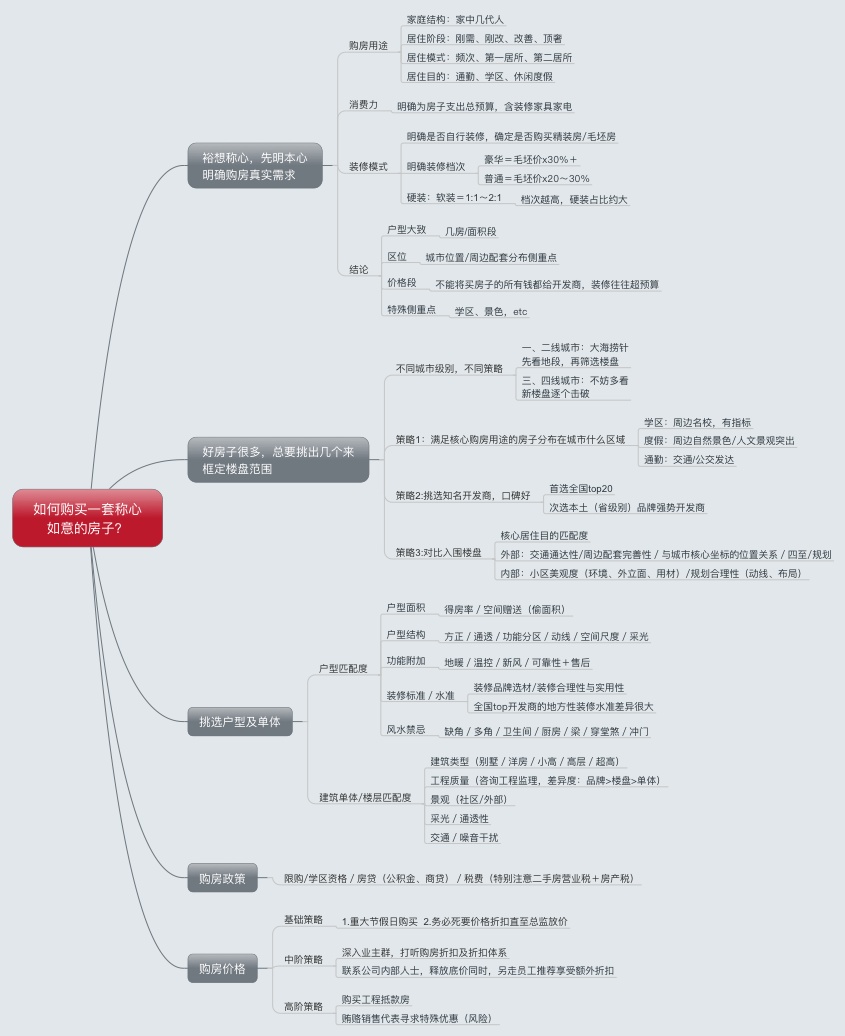 如何购买一套称心
如意的房子?
裕想称心，先明本心
明确购房真实需求
购房用途
家庭结构：家中几代人
居住阶段：刚需、刚改、改善、顶奢
居住模式：频次、第一居所、第二居所
居住目的：通勤、学区、休闲度假
消费力
明确为房子支出总预算，含装修家具家电
装修模式
明确是否自行装修，确定是否购买精装房/毛坯房
明确装修档次
豪华＝毛坯价x30%＋
普通＝毛坯价x20～30%
硬装：软装＝1:1～2:1
档次越高，硬装占比约大
结论
户型大致
几房/面积段
区位
城市位置/周边配套分布侧重点
价格段
不能将买房子的所有钱都给开发商，装修往往超预算
特殊侧重点
学区、景色，etc
好房子很多，总要挑出几个来
框定楼盘范围
不同城市级别，不同策略
一、二线城市：大海捞针
先看地段，再筛选楼盘
三、四线城市：不妨多看
新楼盘逐个击破
策略1：满足核心购房用途的房子分布在城市什么区域
学区：周边名校，有指标
度假：周边自然景色/人文景观突出
通勤：交通/公交发达
策略2:挑选知名开发商，口碑好
首选全国top20
次选本土（省级别）品牌强势开发商
策略3:对比入围楼盘
核心居住目的匹配度
外部：交通通达性/周边配套完善性 / 与城市核心坐标的位置关系 / 四至/规划
内部：小区美观度（环境、外立面、用材）/规划合理性（动线、布局）
挑选户型及单体
户型匹配度
户型面积
得房率 / 空间赠送（偷面积）
户型结构
方正 / 通透 / 功能分区 / 动线 / 空间尺度 / 采光
功能附加
地暖 / 温控 / 新风 / 可靠性＋售后
装修标准 / 水准
装修品牌选材/装修合理性与实用性
全国top开发商的地方性装修水准差异很大
风水禁忌
缺角 / 多角 / 卫生间 / 厨房 / 梁 / 穿堂煞 / 冲门
建筑单体/楼层匹配度
建筑类型（别墅 / 洋房 / 小高 / 高层 / 超高）
工程质量（咨询工程监理，差异度：品牌>楼盘>单体）
景观（社区/外部）
采光 / 通透性
交通 / 噪音干扰
购房政策
限购/学区资格 / 房贷（公积金、商贷） / 税费（特别注意二手房营业税＋房产税）
购房价格
基础策略
1.重大节假日购买 2.务必死要价格折扣直至总监放价
中阶策略
深入业主群，打听购房折扣及折扣体系
联系公司内部人士，释放底价同时，另走员工推荐享受额外折扣
高阶策略
购买工程抵款房
贿赂销售代表寻求特殊优惠（风险）